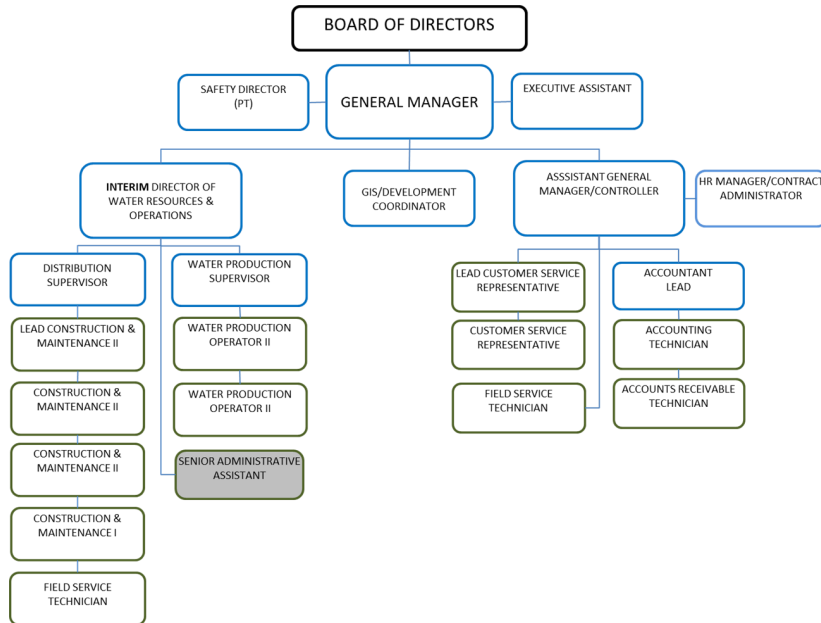 BOARD OF DIRECTORS
SAFETY DIRECTOR
(PT)
GENERAL MANAGER
EXECUTIVE ASSISTANT
INTERIM DIRECTOR OF
WATER RESOURCES &
OPERATIONS
GIS/DEVELOPMENT
COORDINATOR
ASSSISTANT GENERAL
MANAGER/CONTROLLER
HR MANAGER/CONTRACT
ADMINISTRATOR
DISTRIBUTION
SUPERVISOR
WATER PRODUCTION
SUPERVISOR
LEAD CUSTOMER SERVICE
REPRESENTATIVE
ACCOUNTANT
LEAD
LEAD CONSTRUCTION &
MAINTENANCE II
WATER PRODUCTION
OPERATOR II
CUSTOMER SERVICE
REPRESENTATIVE
ACCOUNTING
TECHNICIAN
CONSTRUCTION &
MAINTENANCE II
WATER PRODUCTION
OPERATOR II
FIELD SERVICE
TECHNICIAN
ACCOUNTS RECEIVABLE
TECHNICIAN
CONSTRUCTION &
MAINTENANCE II
SENIOR ADMINISTRATIVE
ASSISTANT
CONSTRUCTION &
MAINTENANCE I
FIELD SERVICE
TECHNICIAN